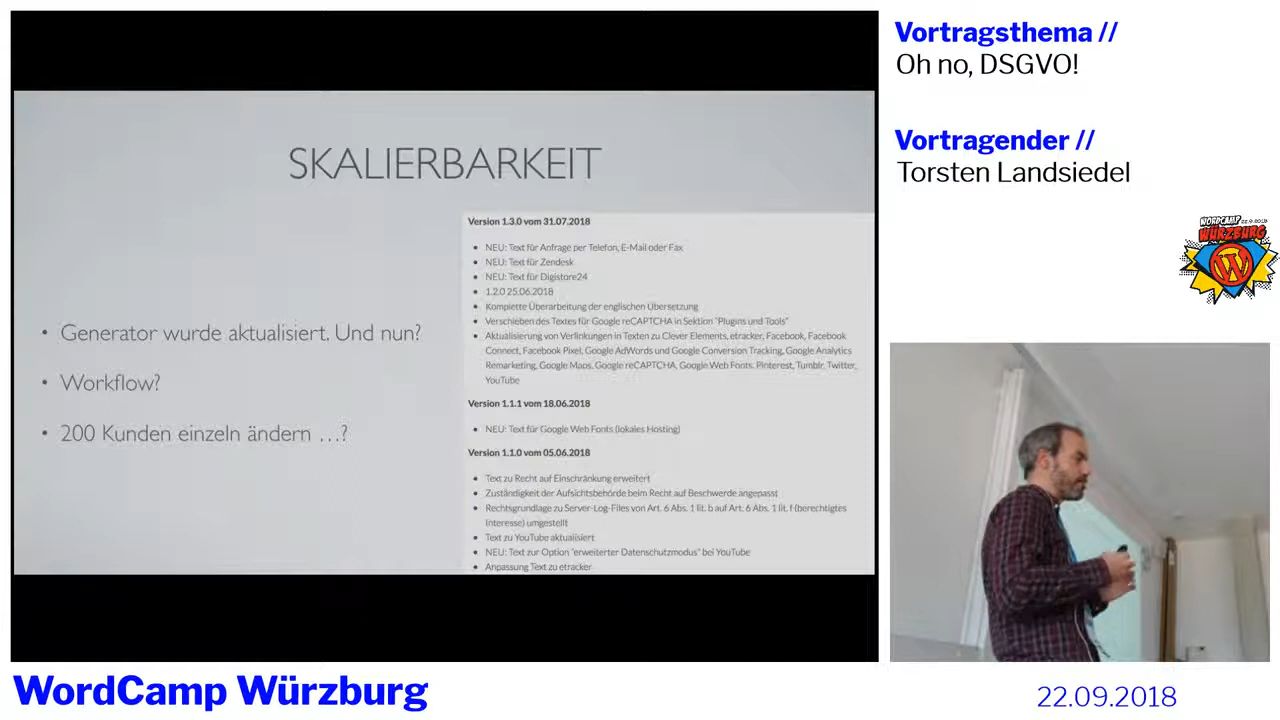 Vortragsthema //
Oh no, DSGVO!
Vortragender //
Torsten Landsiedel
WORDCAMP 22.9.2018
WÜRZBURG
SKALIERBARKEIT
• Generator wurde aktualisiert. Und nun?
• Workflow?
• 200 Kunden einzeln ändern …?
Version 1.3.0 vom 31.07.2018
• NEU: Text für Anfrage per Telefon, E-Mail oder Fax
• NEU: Text für Zendesk
• NEU: Text für Digistore24
• 1.2.0 25.06.2018
• Komplette Überarbeitung der englischen Übersetzung
• Verschieben des Textes für Google reCAPTCHA in Sektion "Plugins und Tools"
• Aktualisierung von Verlinkungen in Texten zu Clever Elements, etracker, Facebook, Facebook
Connect, Facebook Pixel, Google AdWords und Google Conversion Tracking, Google Analytics
Remarketing, Google Maps, Google reCAPTCHA, Google Web Fonts. Pinterest, Tumblr, Twitter,
YouTube
Version 1.1.1 vom 18.06.2018
• NEU: Text für Google Web Fonts (lokales Hosting)
Version 1.1.0 vom 05.06.2018
• Text zu Recht auf Einschränkung erweitert
• Zuständigkeit der Aufsichtsbehörde beim Recht auf Beschwerde angepasst
• Rechtsgrundlage zu Server-Log-Files von Art. 6 Abs. 1 lit. b auf Art. 6 Abs. 1 lit. f (berechtigtes
Interesse) umgestellt
• Text zu YouTube aktualisiert
• NEU: Text zur Option "erweiterter Datenschutzmodus" bei YouTube
• Anpassung Text zu etracker
WordCamp Würzburg
22.09.2018